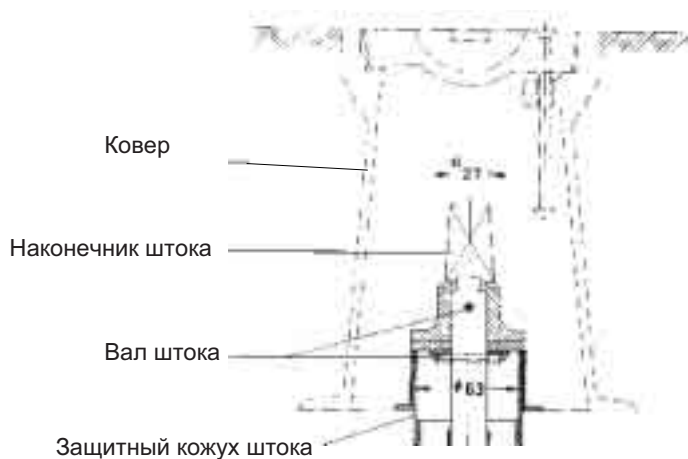 Ковер
27
Наконечник штока
Вал штока
63
Защитный кожух штока